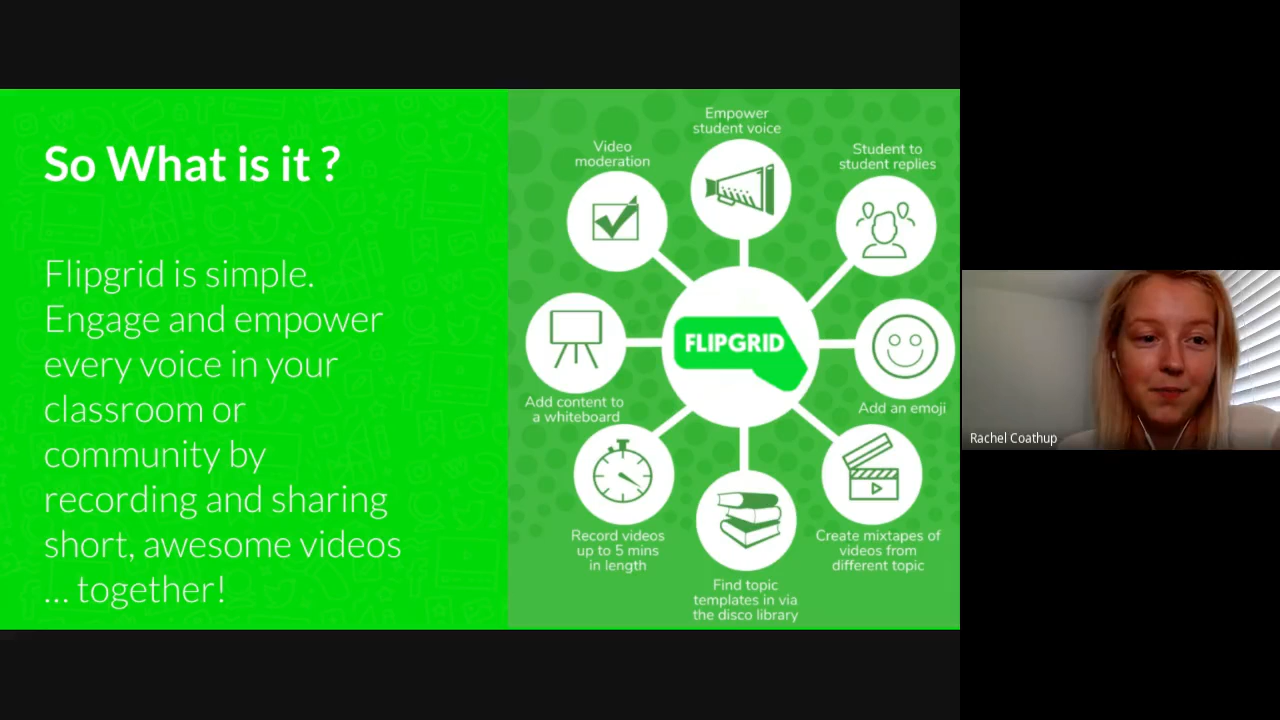 So What is it ?
Flipgrid is simple.
Engage and empower
every voice in your
classroom or
community by
recording and sharing
short, awesome videos
... together!
Empower
student voice
Video
moderation
Student to
student replies
FLIPGRID
Add content to
a whiteboard
Add an emoji
Record videos
up to 5 mins
in length
Create mixtapes of
videos from
different topic
Find topic
templates in via
the disco library
Rachel Coathup